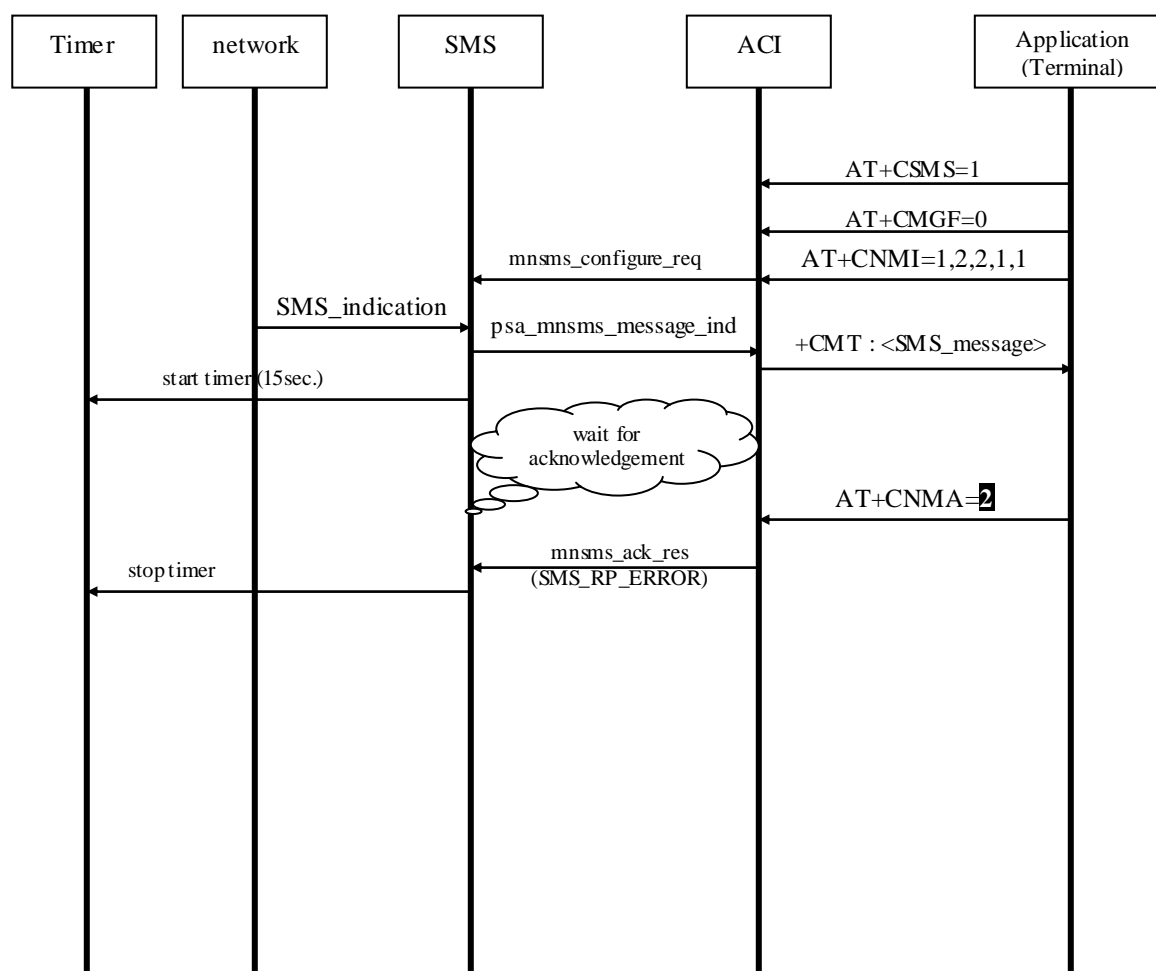 Timer
network
SMS
ACI
Application
(Terminal)
AT+CSMS=1
AT+CMGF=0
mnsms_configure_req
AT+CNMI=1,2,2,1,1
SMS_indication
psa_mnsms_message_ind
+CMT : <SMS_message>
start timer (15sec.)
wait for
acknowledgement
AT+CNMA=2
mnsms_ack_res
(SMS_RP_ERROR)
stop timer